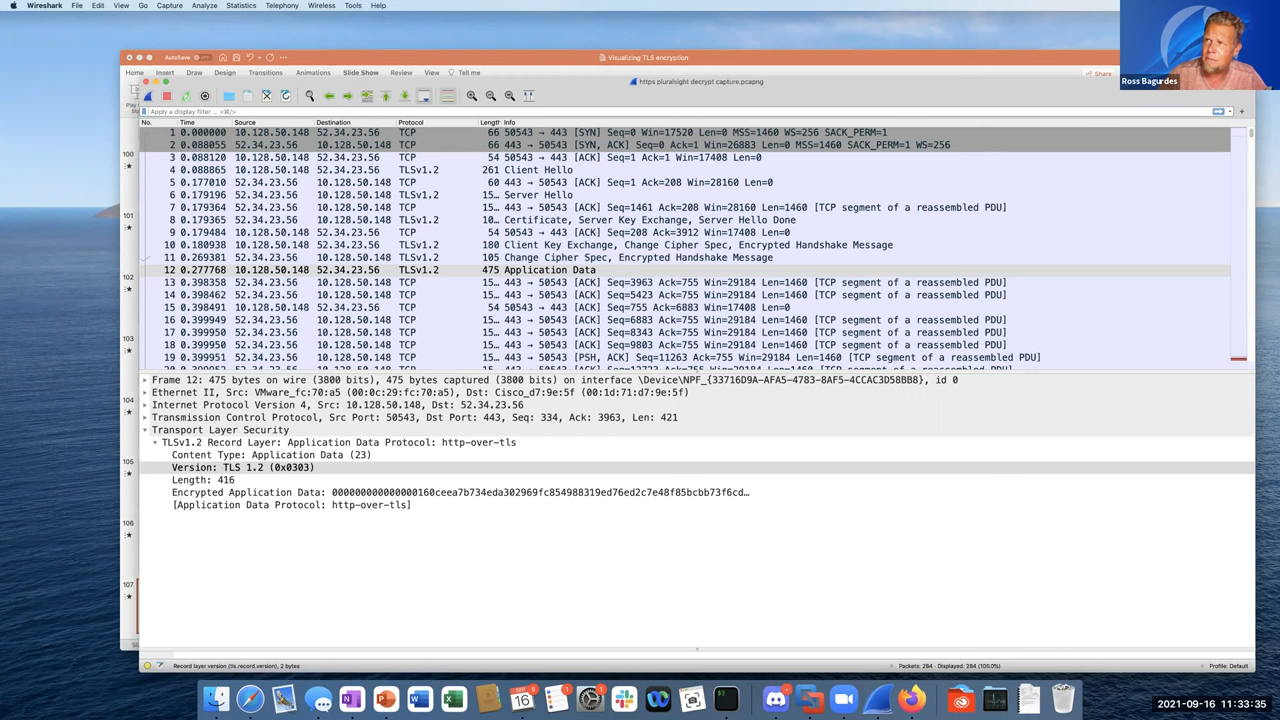 Wireshark File Edit View Go Capture Analyze Statistics Telephony Wireless Tools Help
AutoSave OFF
Visualizing TLS encryption
Ross Bagurdes
Home Insert Draw Design Transitions Animations Slide Show Review View Tell me
Share
https pluralsight decrypt capture.pcapng
Apply a display filter ... <⌘/>
No. Time Source Destination Protocol Length Info
1 0.000000 10.128.50.148 52.34.23.56 TCP 66 50543 → 443 [SYN] Seq=0 Win=17520 Len=0 MSS=1460 WS=256 SACK_PERM=1
2 0.088055 52.34.23.56 10.128.50.148 TCP 66 443 → 50543 [SYN, ACK] Seq=0 Ack=1 Win=26883 Len=0 MSS=1460 SACK_PERM=1 WS=256
3 0.088120 10.128.50.148 52.34.23.56 TCP 54 50543 → 443 [ACK] Seq=1 Ack=1 Win=17408 Len=0
4 0.088865 10.128.50.148 52.34.23.56 TLSv1.2 261 Client Hello
5 0.177010 52.34.23.56 10.128.50.148 TCP 60 443 → 50543 [ACK] Seq=1 Ack=208 Win=28160 Len=0
6 0.179196 52.34.23.56 10.128.50.148 TLSv1.2 15… Server Hello
7 0.179364 52.34.23.56 10.128.50.148 TCP 15… 443 → 50543 [ACK] Seq=1461 Ack=208 Win=28160 Len=1460 [TCP segment of a reassembled PDU]
8 0.179365 52.34.23.56 10.128.50.148 TLSv1.2 10… Certificate, Server Key Exchange, Server Hello Done
9 0.179484 10.128.50.148 52.34.23.56 TCP 54 50543 → 443 [ACK] Seq=208 Ack=3912 Win=17408 Len=0
10 0.180938 10.128.50.148 52.34.23.56 TLSv1.2 180 Client Key Exchange, Change Cipher Spec, Encrypted Handshake Message
11 0.269381 52.34.23.56 10.128.50.148 TLSv1.2 105 Change Cipher Spec, Encrypted Handshake Message
12 0.277768 10.128.50.148 52.34.23.56 TLSv1.2 475 Application Data
13 0.398358 52.34.23.56 10.128.50.148 TCP 15… 443 → 50543 [ACK] Seq=3963 Ack=755 Win=29184 Len=1460 [TCP segment of a reassembled PDU]
14 0.398462 52.34.23.56 10.128.50.148 TCP 15… 443 → 50543 [ACK] Seq=5423 Ack=755 Win=29184 Len=1460 [TCP segment of a reassembled PDU]
15 0.398491 10.128.50.148 52.34.23.56 TCP 54 50543 → 443 [ACK] Seq=755 Ack=6883 Win=17408 Len=0
16 0.399949 52.34.23.56 10.128.50.148 TCP 15… 443 → 50543 [ACK] Seq=6883 Ack=755 Win=29184 Len=1460 [TCP segment of a reassembled PDU]
17 0.399950 52.34.23.56 10.128.50.148 TCP 15… 443 → 50543 [ACK] Seq=8343 Ack=755 Win=29184 Len=1460 [TCP segment of a reassembled PDU]
18 0.399950 52.34.23.56 10.128.50.148 TCP 15… 443 → 50543 [ACK] Seq=9803 Ack=755 Win=29184 Len=1460 [TCP segment of a reassembled PDU]
19 0.399951 52.34.23.56 10.128.50.148 TCP 15… 443 → 50543 [PSH, ACK] Seq=11263 Ack=755 Win=29184 Len=1460 [TCP segment of a reassembled PDU]
100
101
102
103
104
105
106
107
Frame 12: 475 bytes on wire (3800 bits), 475 bytes captured (3800 bits) on interface \Device\NPF_{33716D9A-AFA5-4783-8AF5-4CCAC3D58BB8}, id 0
Ethernet II, Src: VMware_fc:70:a5 (00:0c:29:fc:70:a5), Dst: Cisco_d7:9e:5f (00:1d:71:d7:9e:5f)
Internet Protocol Version 4, Src: 10.128.50.148, Dst: 52.34.23.56
Transmission Control Protocol, Src Port: 50543, Dst Port: 443, Seq: 334, Ack: 3963, Len: 421
Transport Layer Security
TLSv1.2 Record Layer: Application Data Protocol: http-over-tls
Content Type: Application Data (23)
Version: TLS 1.2 (0x0303)
Length: 416
Encrypted Application Data: 0000000000000000160ceea7b734eda302969fc854988319ed76ed2c7e48f85bcbb73f6cd…
[Application Data Protocol: http-over-tls]
Record layer version (tls.record.version), 2 bytes
Packets: 284 · Displayed: 284 (100.0%)
Profile: Default
SEP
16
2021-09-16 11:33:35